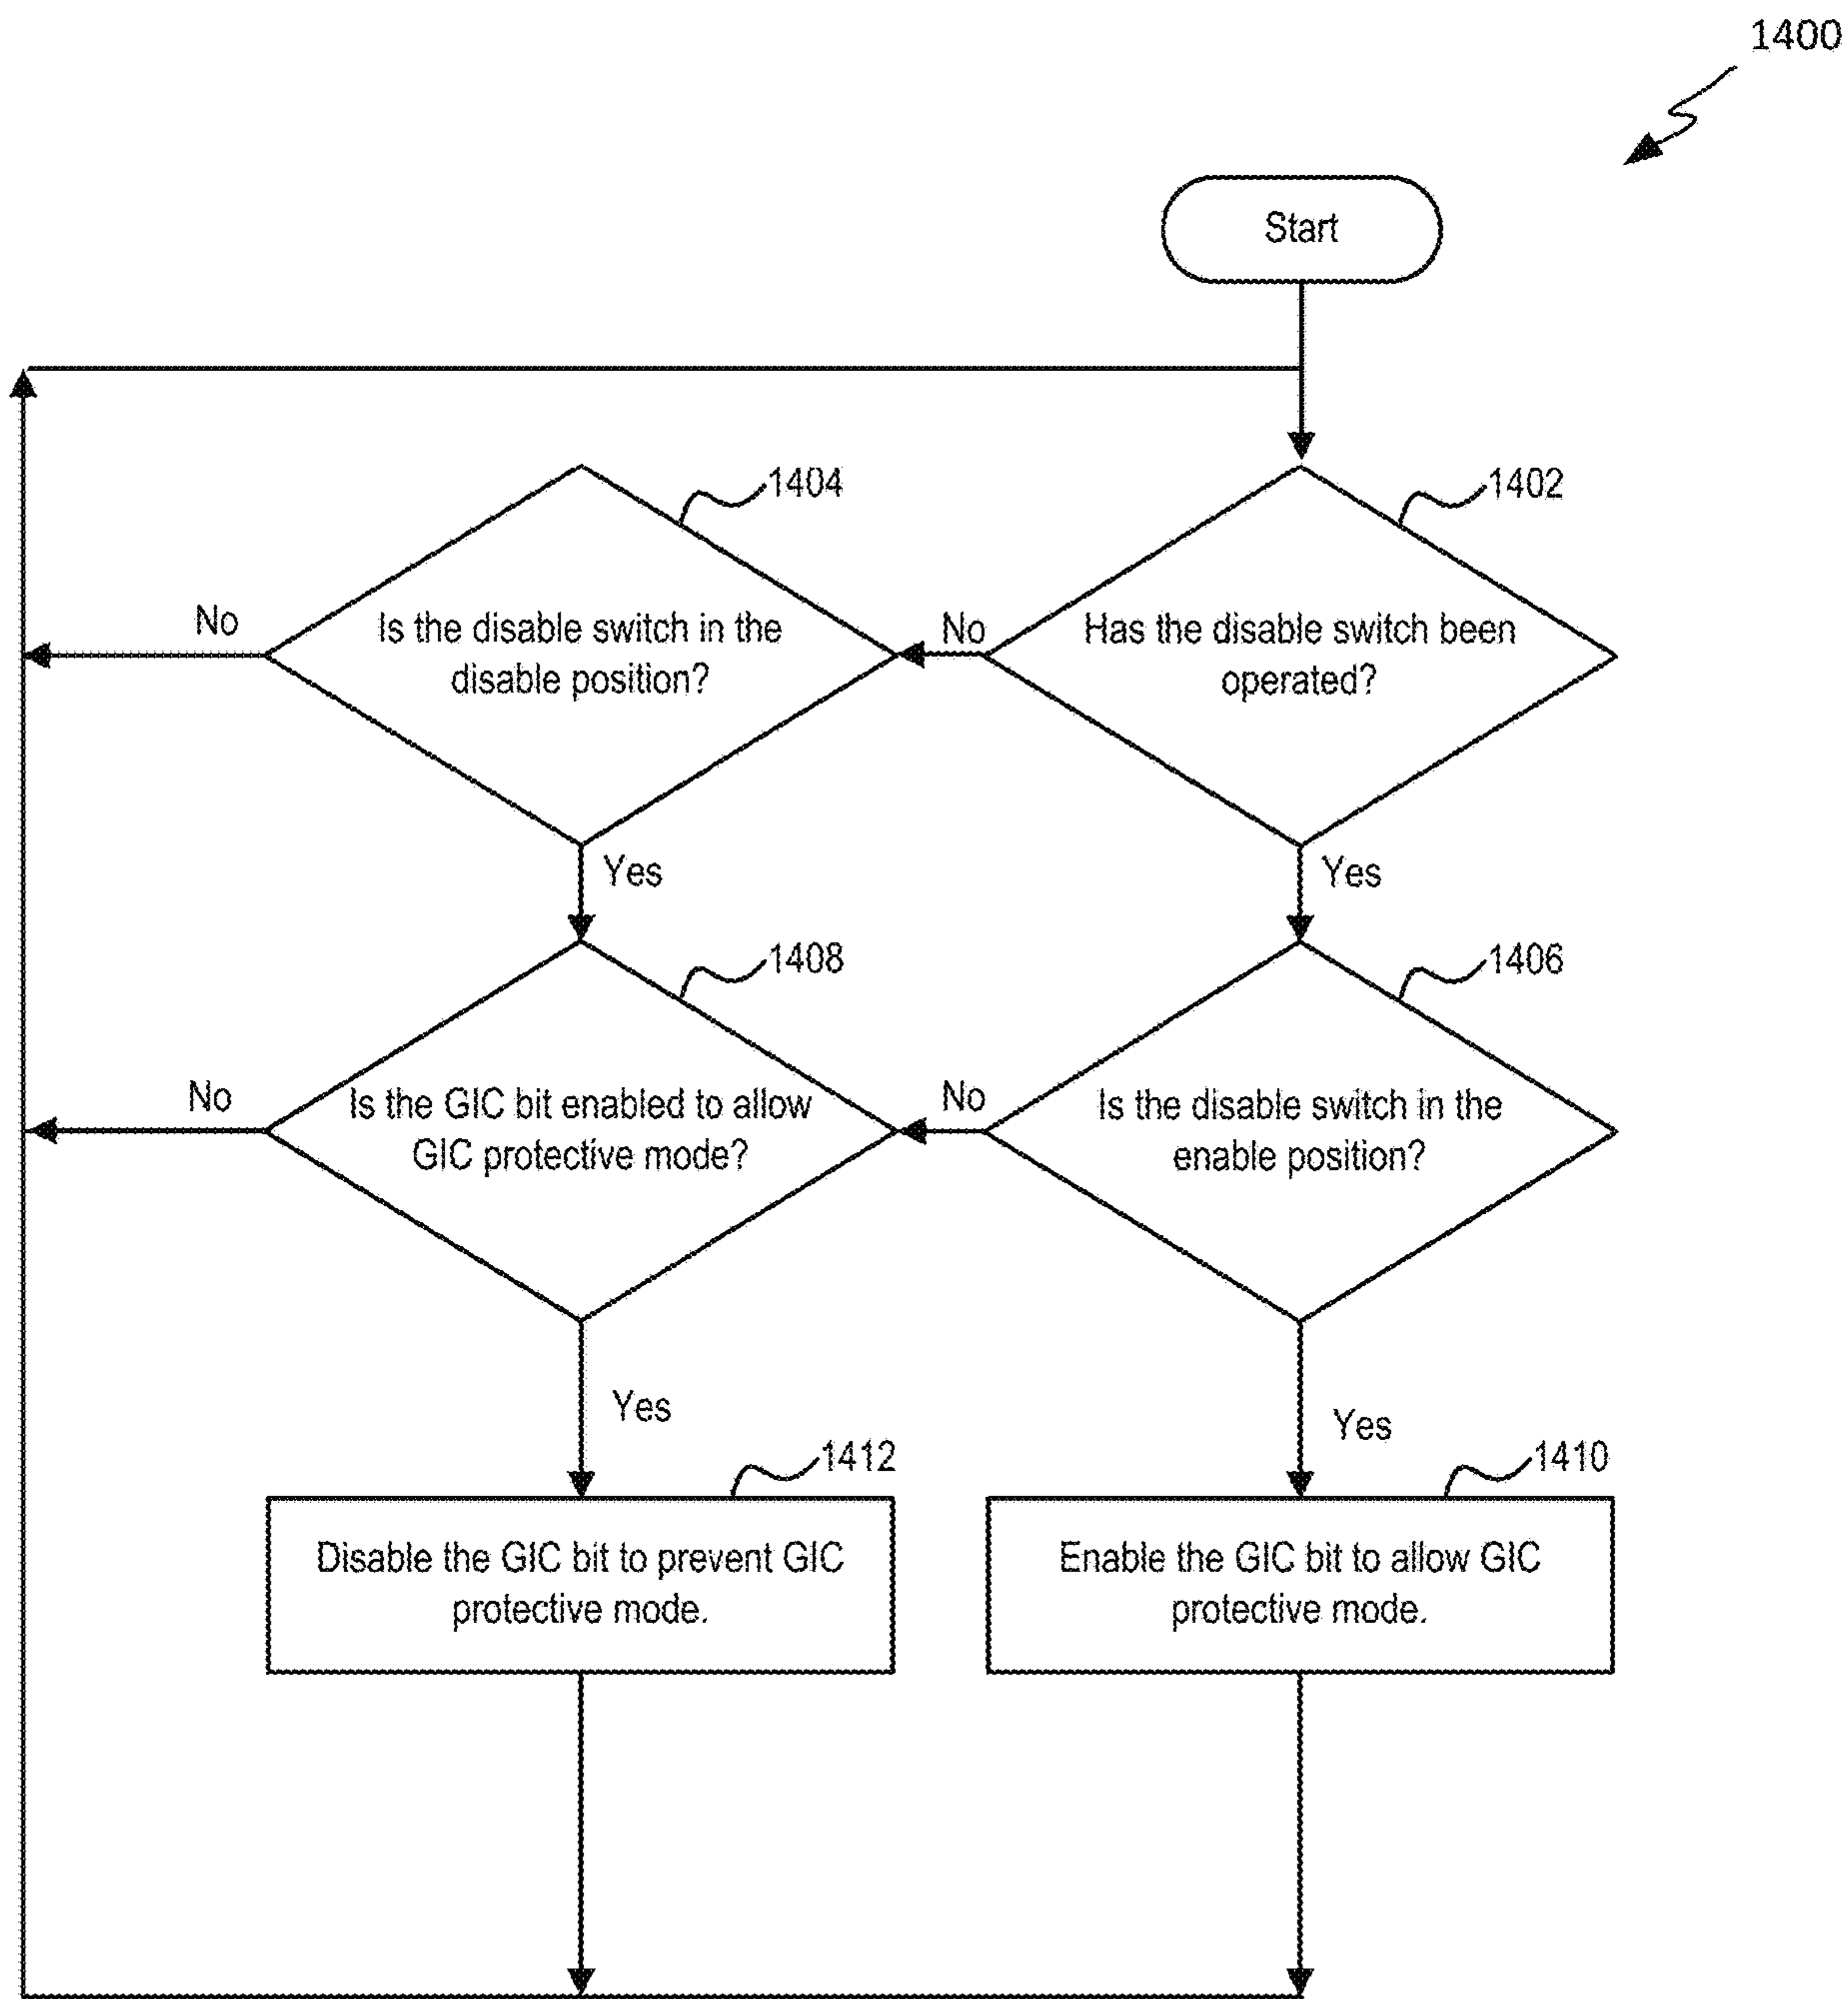 1400
Start
1404
1402
No
Is the disable switch in the
disable position?
No
Has the disable switch been
operated?
Yes
Yes
1408
1406
No
Is the GIC bit enabled to allow
GIC protective mode?
No
Is the disable switch in the
enable position?
Yes
Yes
1412
1410
Disable the GIC bit to prevent GIC
protective mode.
Enable the GIC bit to allow GIC
protective mode.